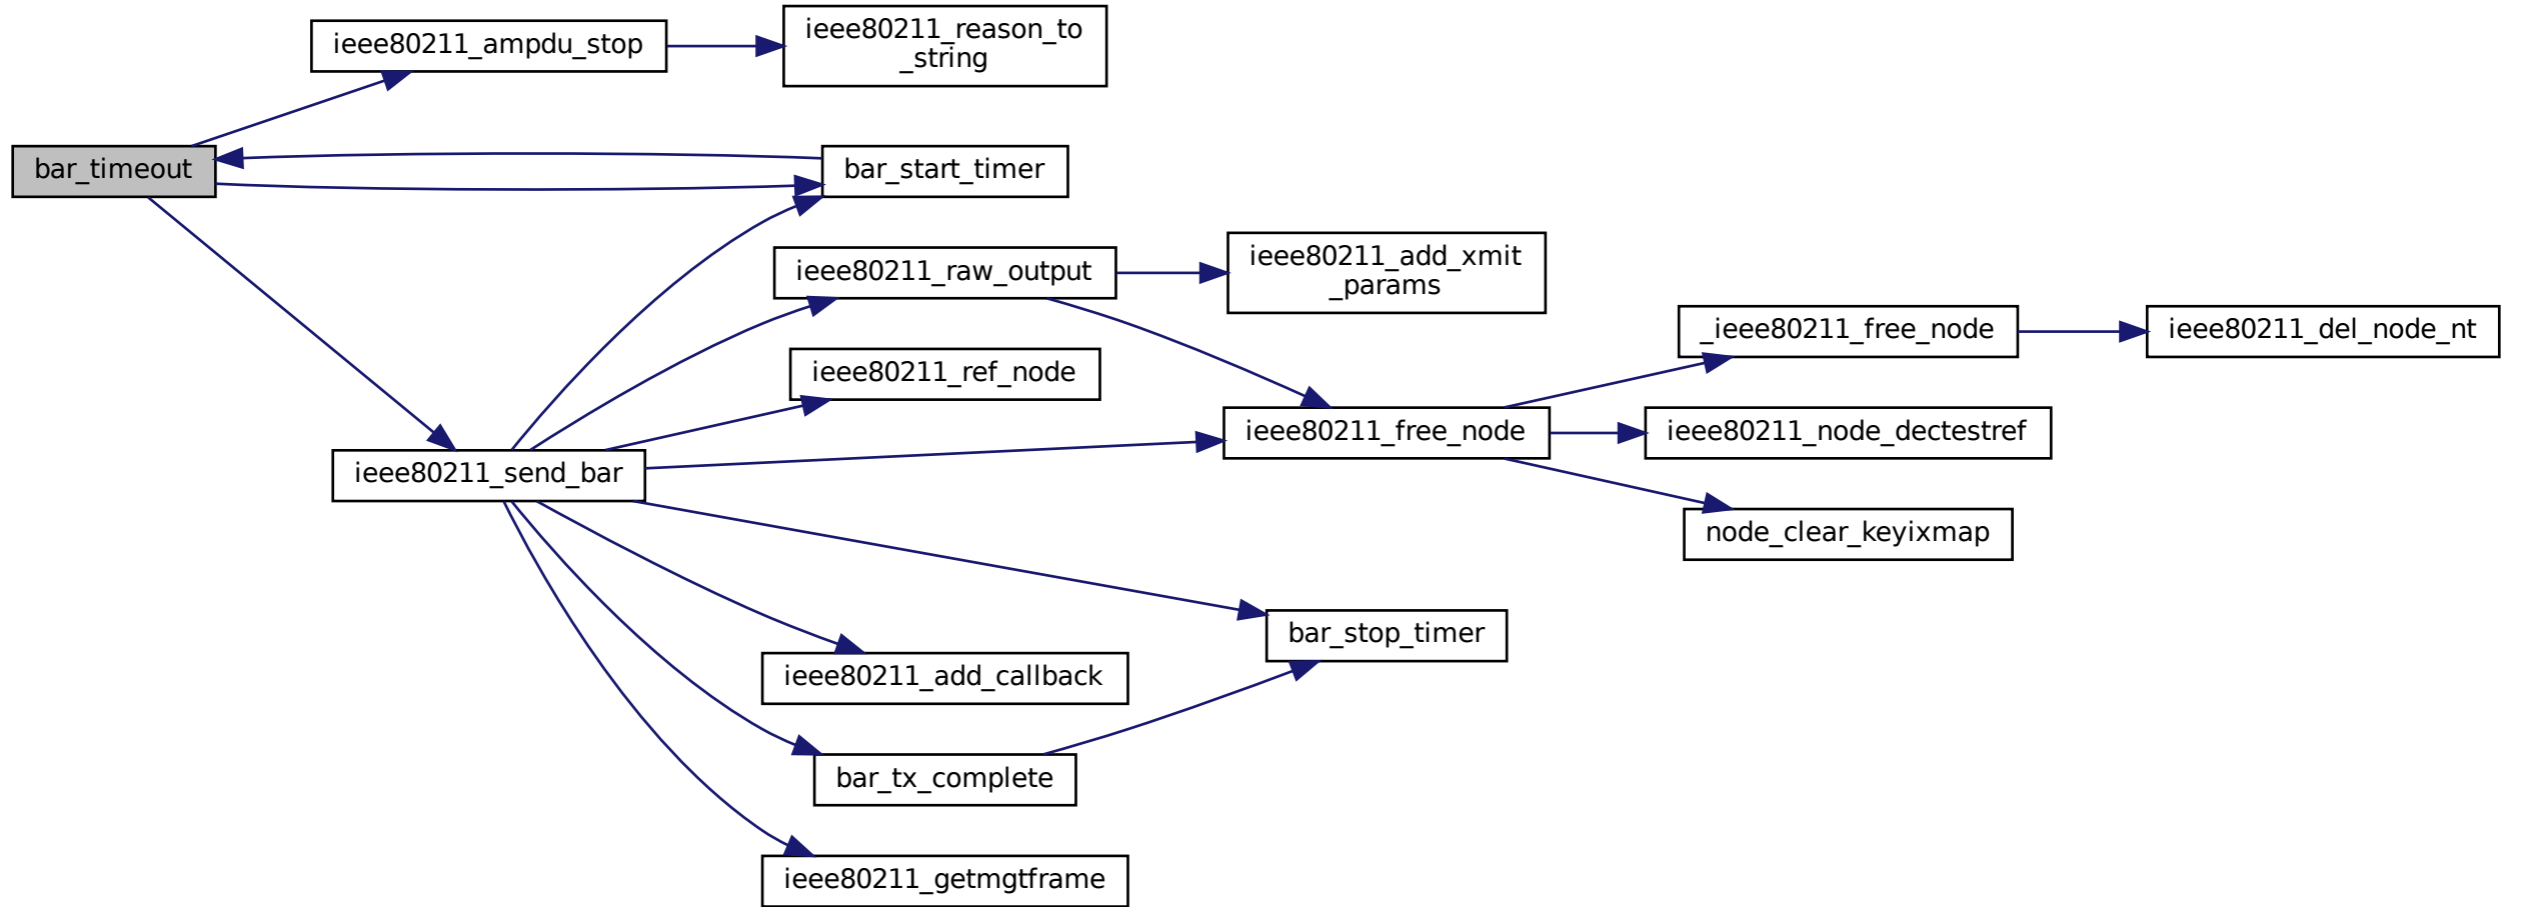 ieee80211_ampdu_stop
ieee80211_reason_to
_string
bar_timeout
bar_start_timer
ieee80211_raw_output
ieee80211_add_xmit
_params
ieee80211_ref_node
_ieee80211_free_node
ieee80211_del_node_nt
ieee80211_send_bar
ieee80211_free_node
ieee80211_node_dectestref
node_clear_keyixmap
bar_stop_timer
ieee80211_add_callback
bar_tx_complete
ieee80211_getmgtframe